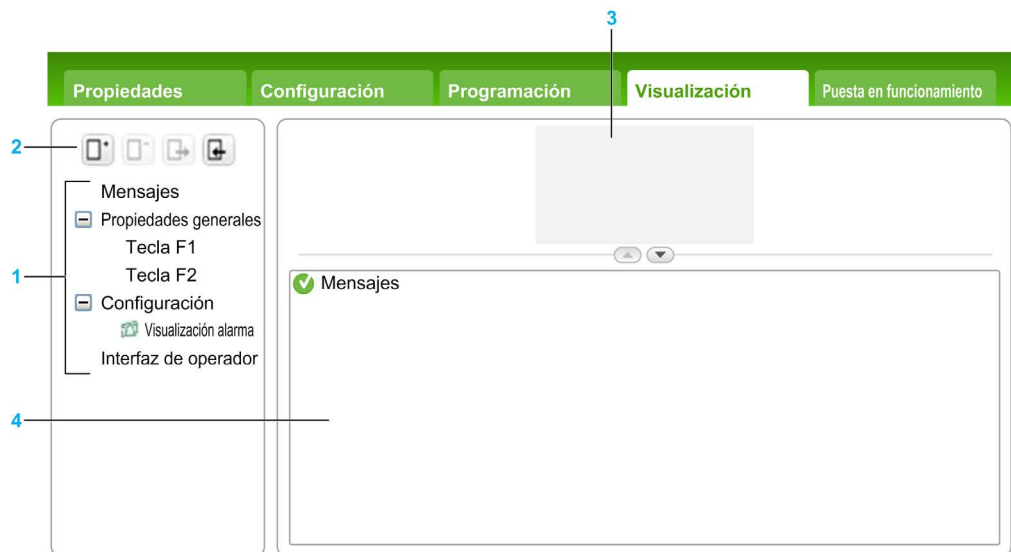 3
Propiedades Configuración Programación Visualización Puesta en funcionamiento
2
Mensajes
Propiedades generales
Tecla F1
Tecla F2
1
Configuración
Visualización alarma
Interfaz de operador
Mensajes
4